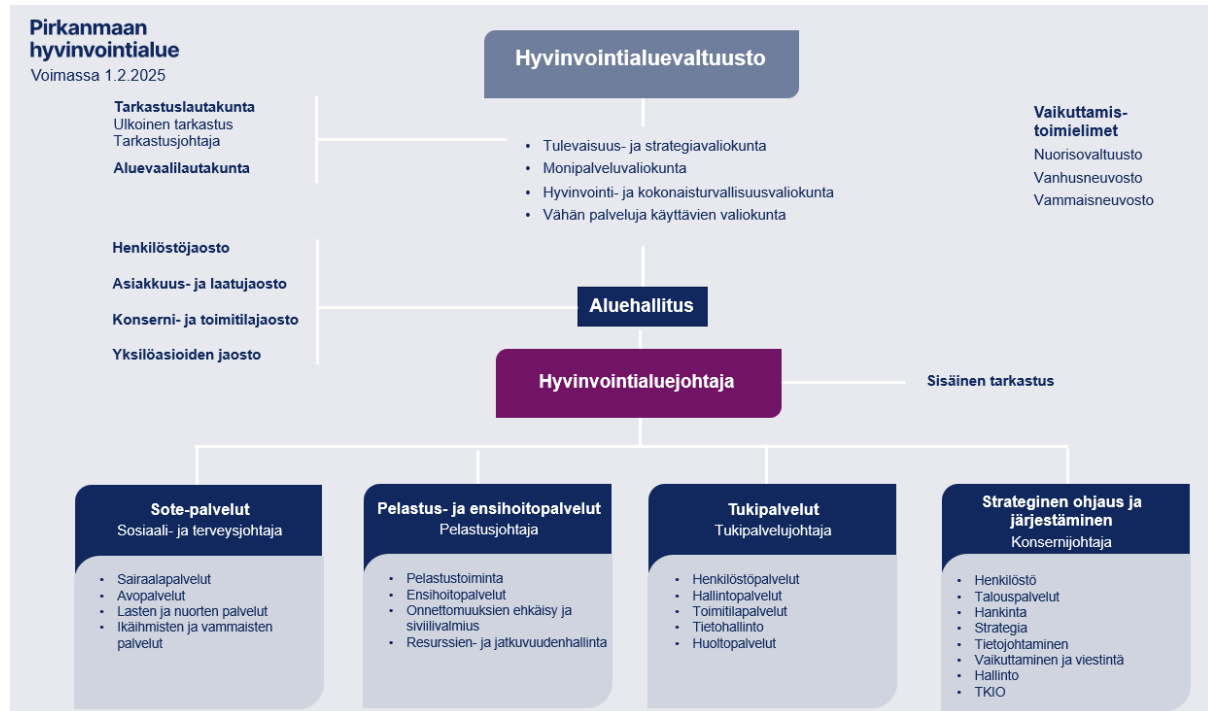 Pirkanmaan
hyvinvointialue
Voimassa 1.2.2025
Hyvinvointialuevaltuusto
Tarkastuslautakunta
Ulkoinen tarkastus
Tarkastusjohtaja
Aluevaalilautakunta
• Tulevaisuus- ja strategiavaliokunta
• Monipalveluvaliokunta
• Hyvinvointi- ja kokonaisturvallisuusvaliokunta
• Vähän palveluja käyttävien valiokunta
Vaikuttamis-
toimielimet
Nuorisovaltuusto
Vanhusneuvosto
Vammaisneuvosto
Henkilöstöjaosto
Asiakkuus- ja laatujaosto
Konserni- ja toimitilajaosto
Yksilöasioiden jaosto
Aluehallitus
Hyvinvointialuejohtaja
Sisäinen tarkastus
Sote-palvelut
Sosiaali- ja terveysjohtaja
• Sairaalapalvelut
• Avopalvelut
• Lasten ja nuorten palvelut
• Ikäihmisten ja vammaisten
palvelut
Pelastus- ja ensihoitopalvelut
Pelastusjohtaja
• Pelastustoiminta
• Ensihoitopalvelut
• Onnettomuuksien ehkäisy ja
siviilivalmius
• Resurssien- ja jatkuvuudenhallinta
Tukipalvelut
Tukipalvelujohtaja
• Henkilöstöpalvelut
• Hallintopalvelut
• Toimitilapalvelut
• Tietohallinto
• Huoltopalvelut
Strateginen ohjaus ja
järjestäminen
Konsernijohtaja
• Henkilöstö
• Talouspalvelut
• Hankinta
• Strategia
• Tietojohtaminen
• Vaikuttaminen ja viestintä
• Hallinto
• TKIO